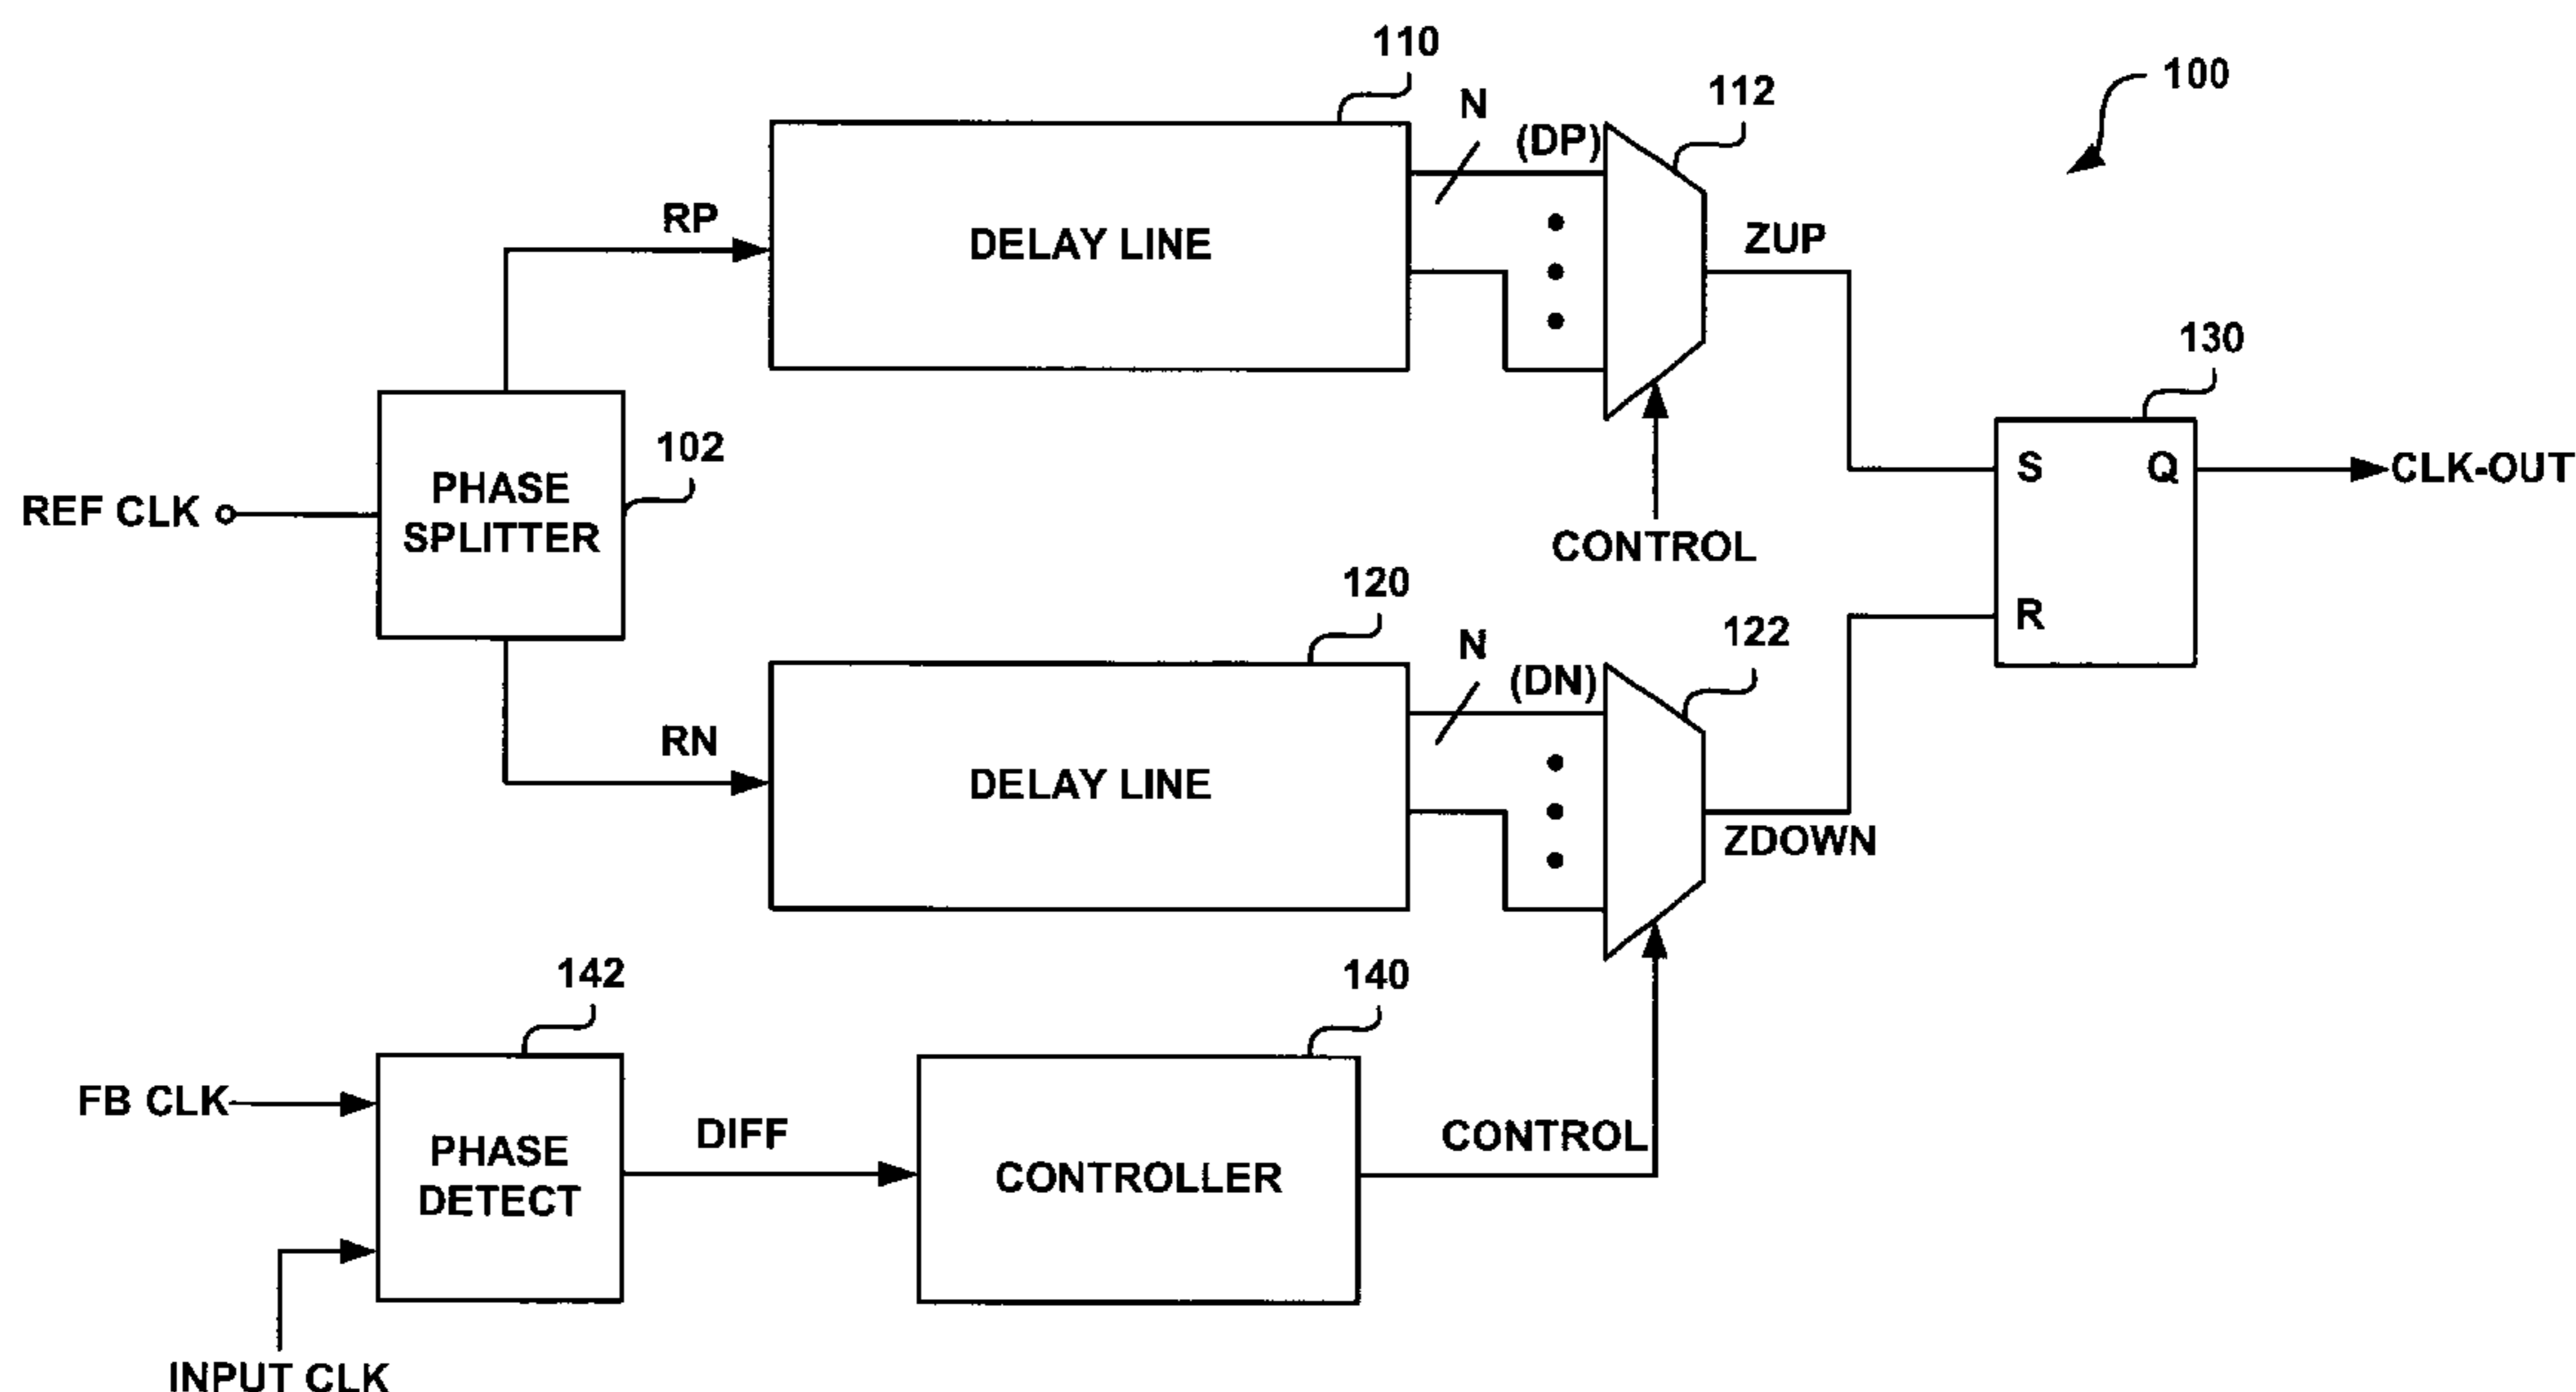 110
N
(DP)
112
100
RP
DELAY LINE
ZUP
130
102
PHASE
SPLITTER
REF CLK
S
Q
CLK-OUT
CONTROL
120
R
N
(DN)
122
RN
DELAY LINE
ZDOWN
142
140
FB CLK
DIFF
CONTROL
PHASE
DETECT
CONTROLLER
INPUT CLK